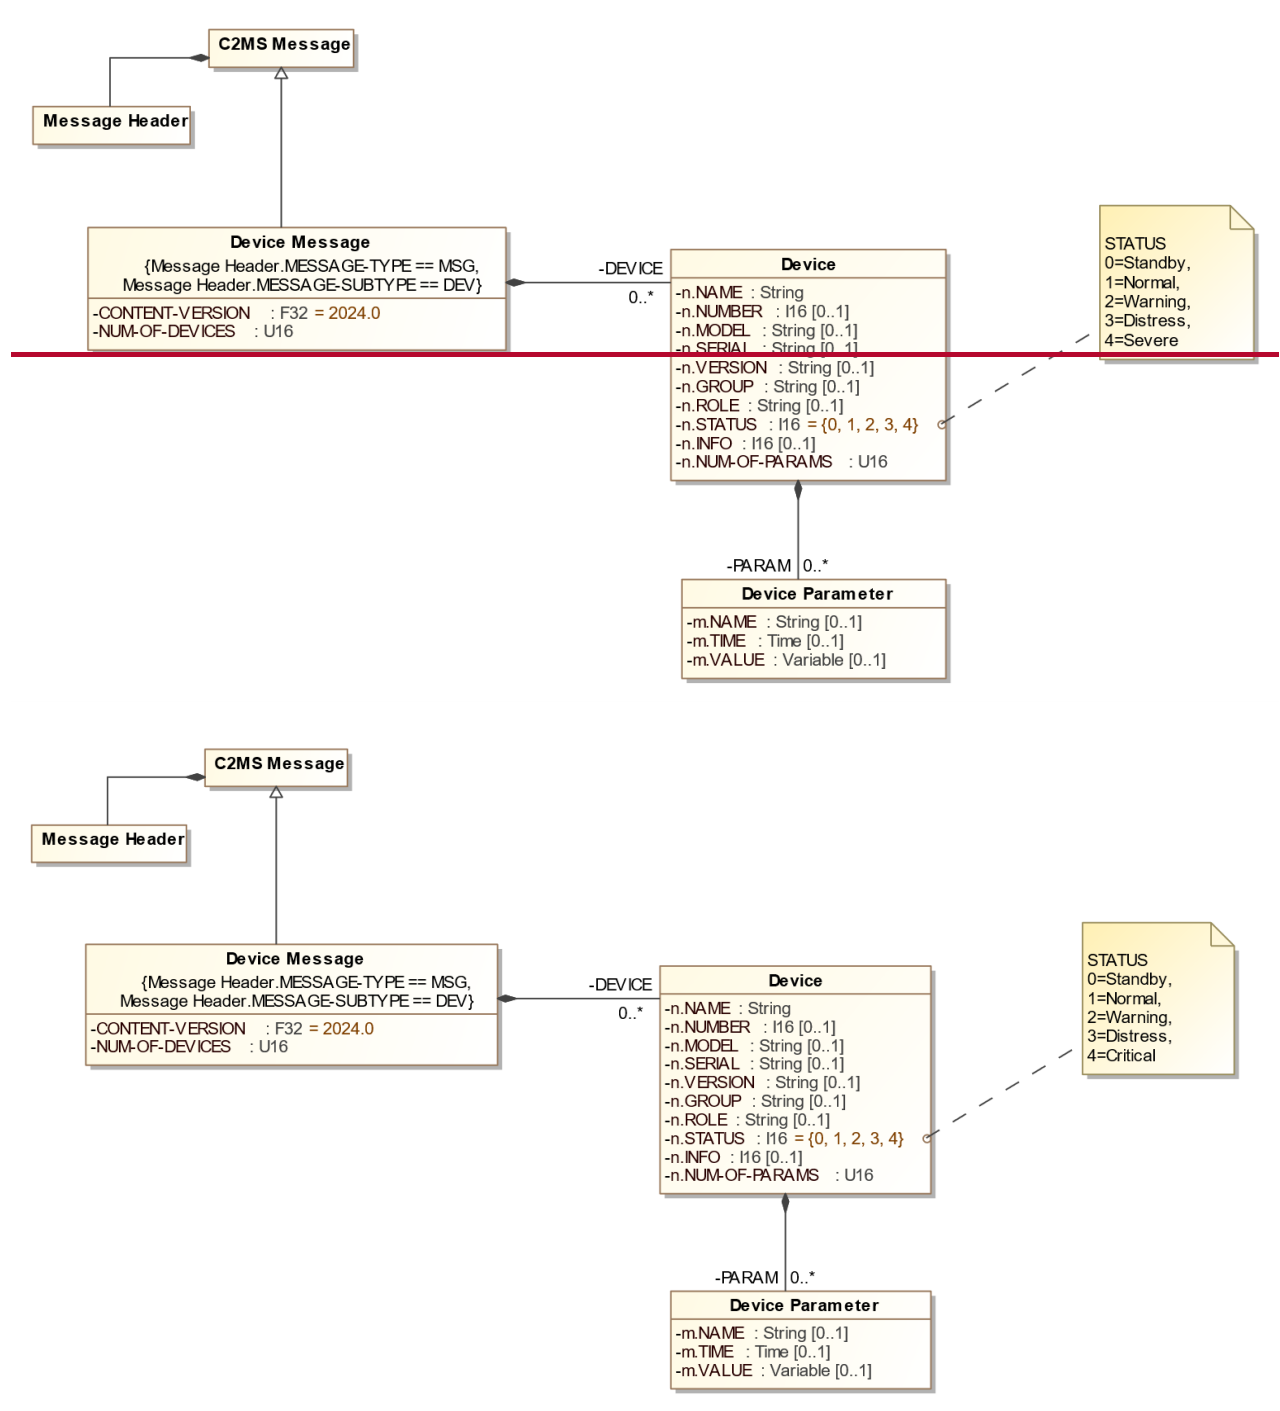 C2MS Message
Message Header
Device Message
{Message Header.MESSAGE-TYPE == MSG,
Message Header.MESSAGE-SUBTYPE == DEV}
-CONTENT-VERSION : F32 = 2024.0
-NUM-OF-DEVICES : U16
-DEVICE
0..*
Device
-n.NAME : String
-n.NUMBER : I16 [0..1]
-n.MODEL : String [0..1]
-n.SERIAL : String [0..1]
-n.VERSION : String [0..1]
-n.GROUP : String [0..1]
-n.ROLE : String [0..1]
-n.STATUS : I16 = {0, 1, 2, 3, 4}
-n.INFO : I16 [0..1]
-n.NUM-OF-PARAMS : U16
STATUS
0=Standby,
1=Normal,
2=Warning,
3=Distress,
4=Severe
-PARAM 0..*
Device Parameter
-m.NAME : String [0..1]
-m.TIME : Time [0..1]
-m.VALUE : Variable [0..1]
C2MS Message
Message Header
Device Message
{Message Header.MESSAGE-TYPE == MSG,
Message Header.MESSAGE-SUBTYPE == DEV}
-CONTENT-VERSION : F32 = 2024.0
-NUM-OF-DEVICES : U16
-DEVICE
0..*
Device
-n.NAME : String
-n.NUMBER : I16 [0..1]
-n.MODEL : String [0..1]
-n.SERIAL : String [0..1]
-n.VERSION : String [0..1]
-n.GROUP : String [0..1]
-n.ROLE : String [0..1]
-n.STATUS : I16 = {0, 1, 2, 3, 4}
-n.INFO : I16 [0..1]
-n.NUM-OF-PARAMS : U16
STATUS
0=Standby,
1=Normal,
2=Warning,
3=Distress,
4=Critical
-PARAM 0..*
Device Parameter
-m.NAME : String [0..1]
-m.TIME : Time [0..1]
-m.VALUE : Variable [0..1]